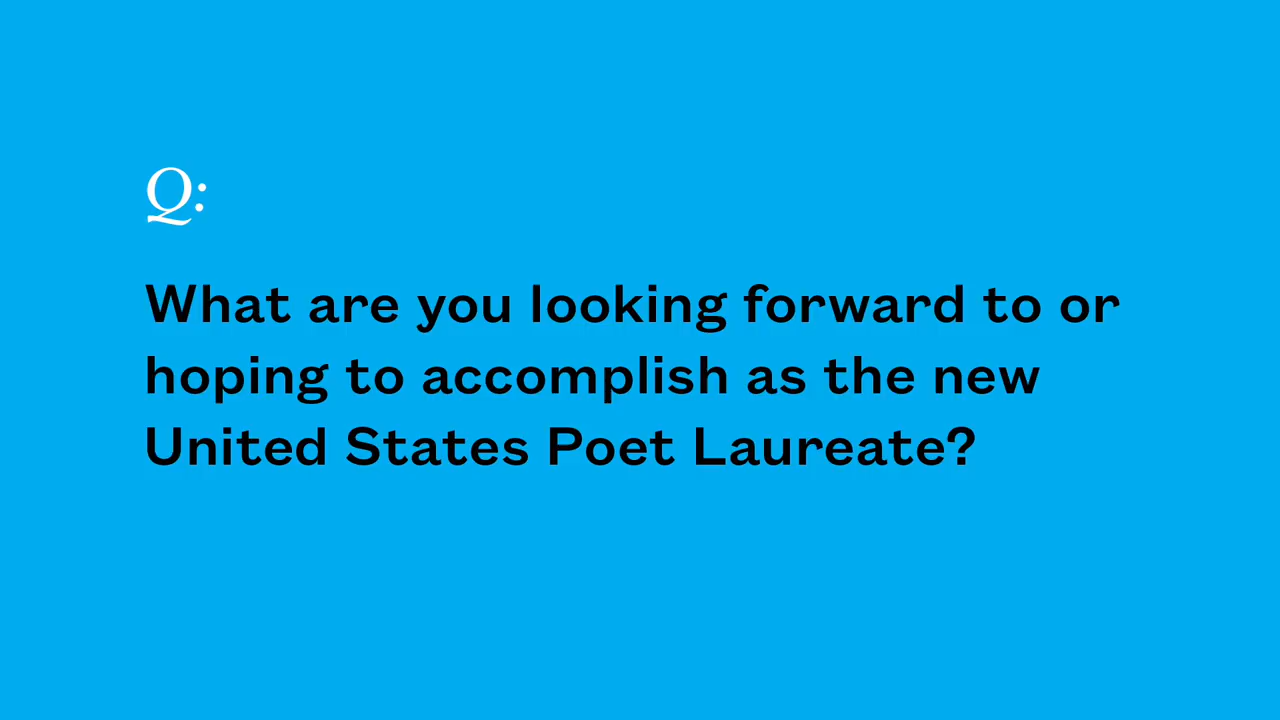 Q:
What are you looking forward to or
hoping to accomplish as the new
United States Poet Laureate?